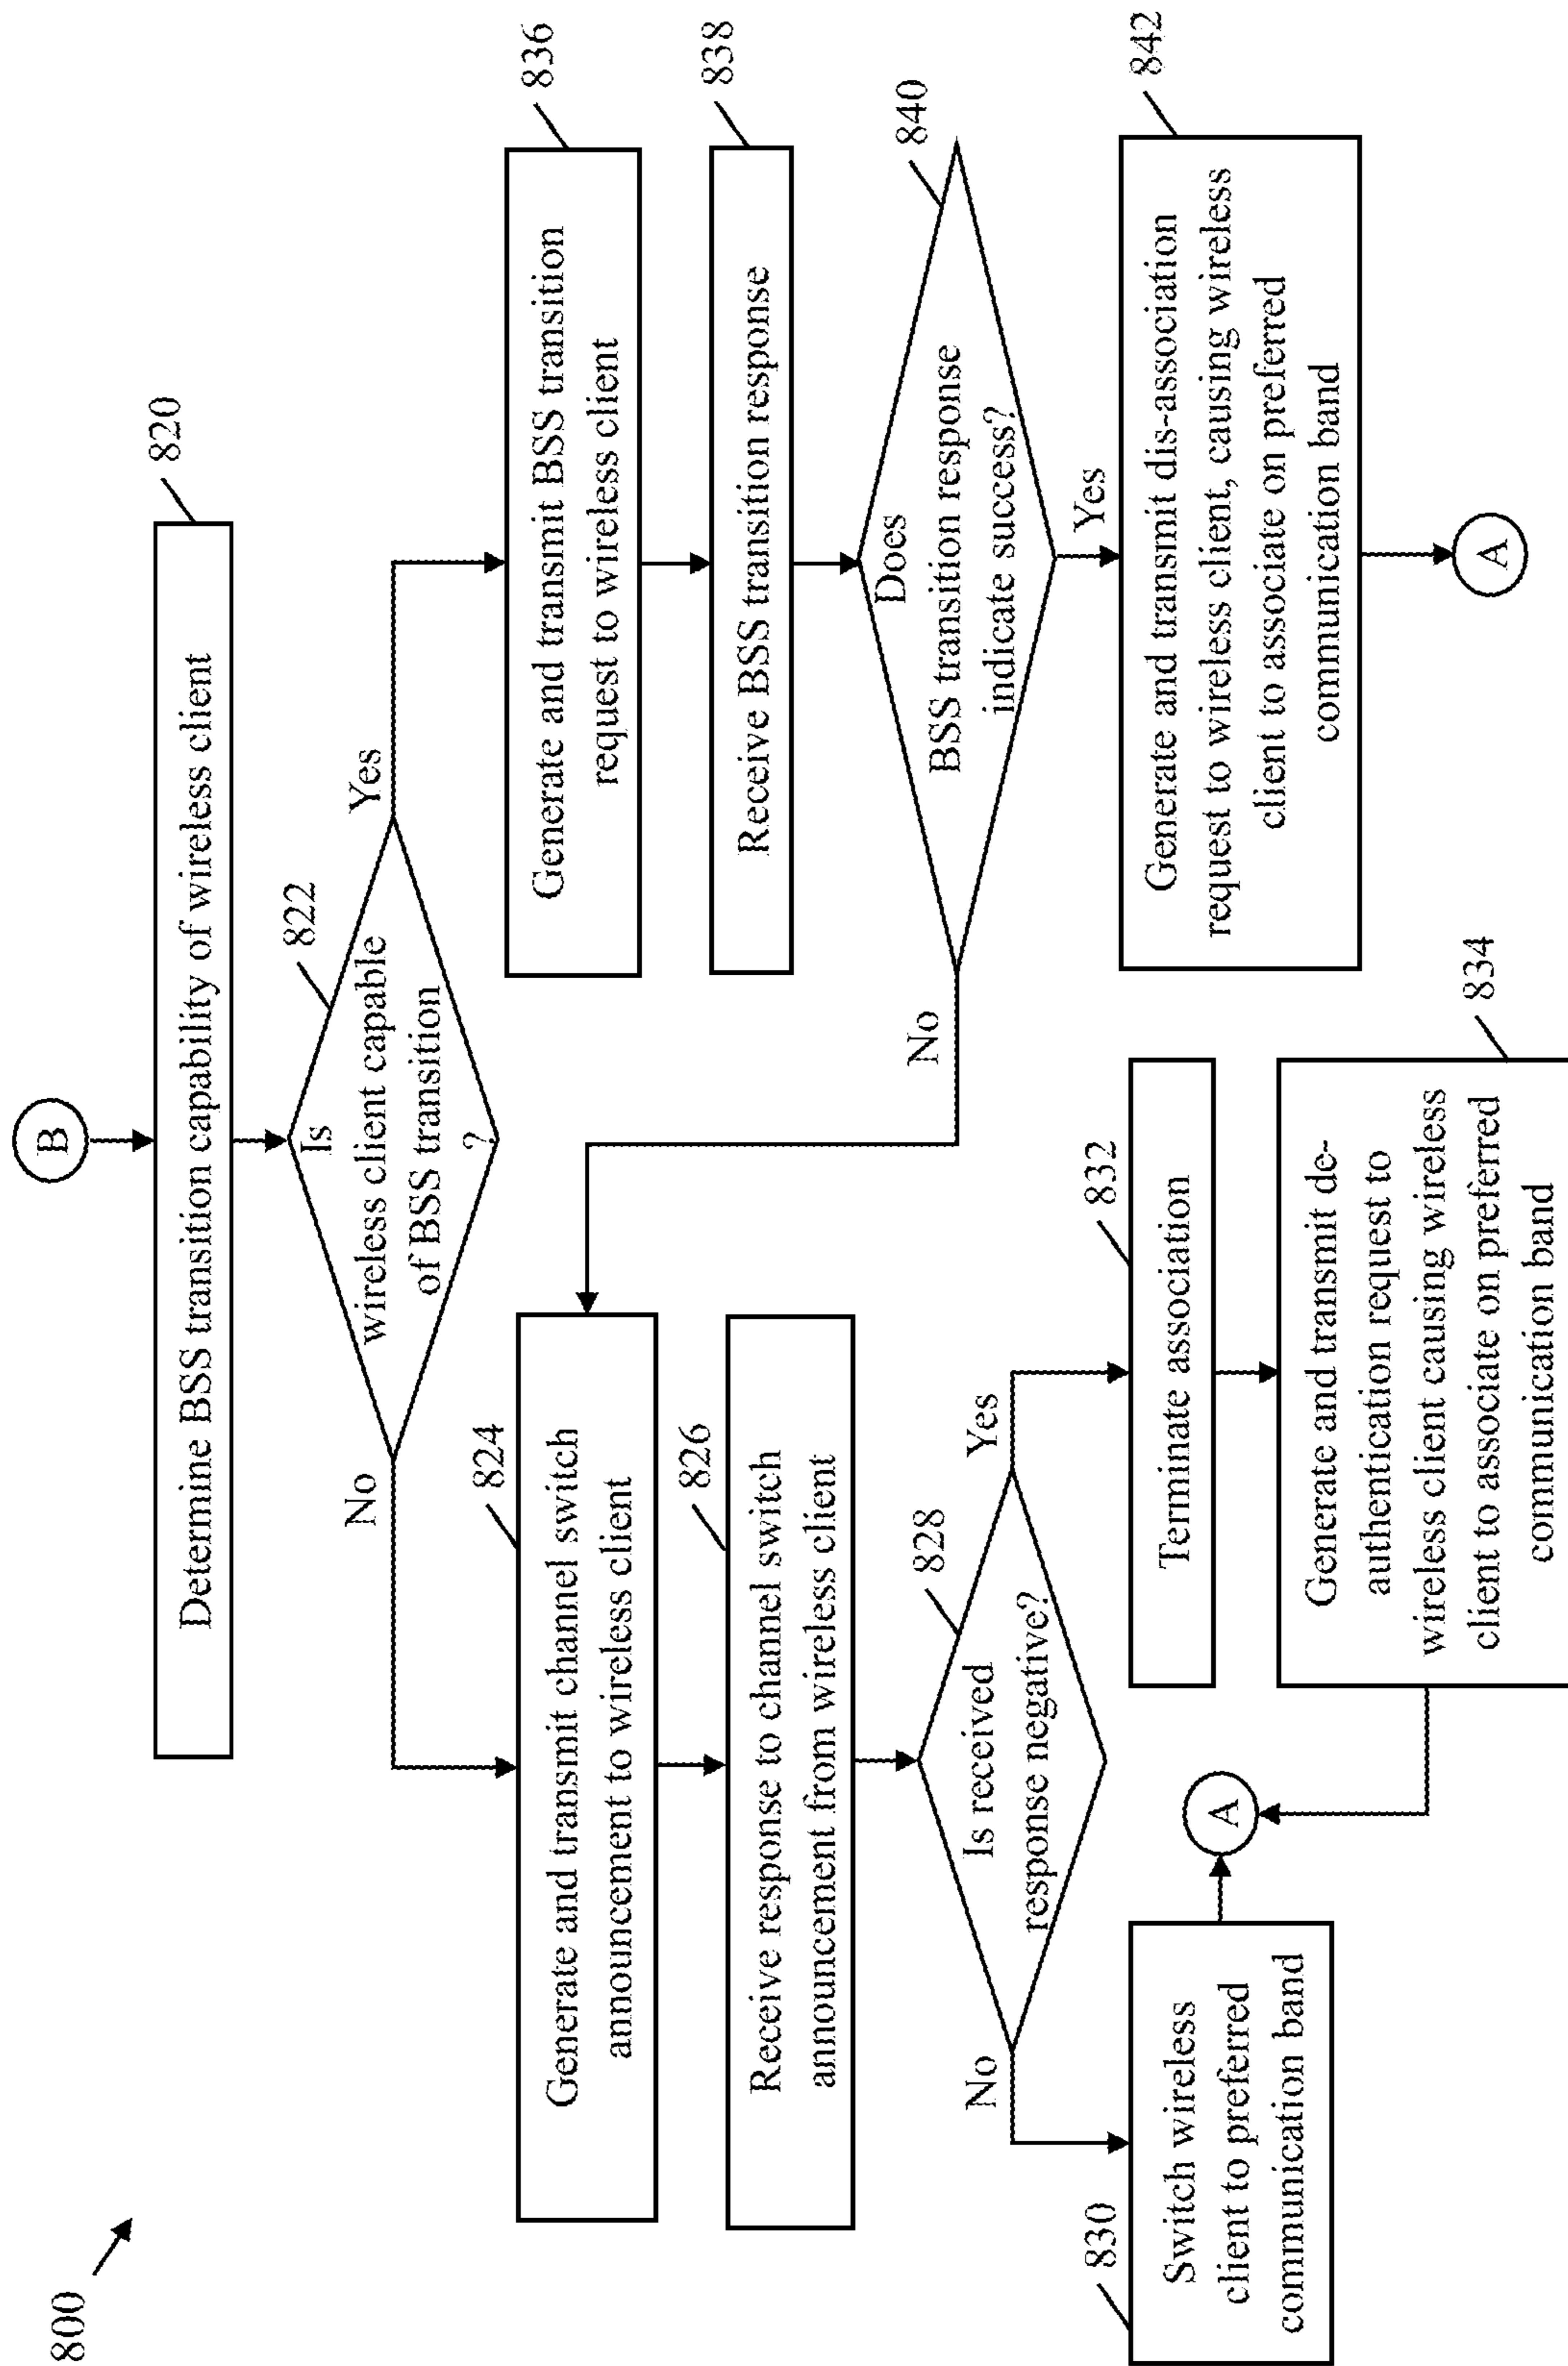 800
B
820
Determine BSS transition capability of wireless client
822
Is
wireless client capable
of BSS transition
?
No
Yes
824
Generate and transmit channel switch
announcement to wireless client
826
Receive response to channel switch
announcement from wireless client
828
Is received
response negative?
No
Yes
830
Switch wireless
client to preferred
communication band
A
832
Terminate association
834
Generate and transmit de-
authentication request to
wireless client causing wireless
client to associate on preferred
communication band
836
Generate and transmit BSS transition
request to wireless client
838
Receive BSS transition response
840
Does
BSS transition response
indicate success?
No
Yes
842
Generate and transmit dis-association
request to wireless client, causing wireless
client to associate on preferred
communication band
A